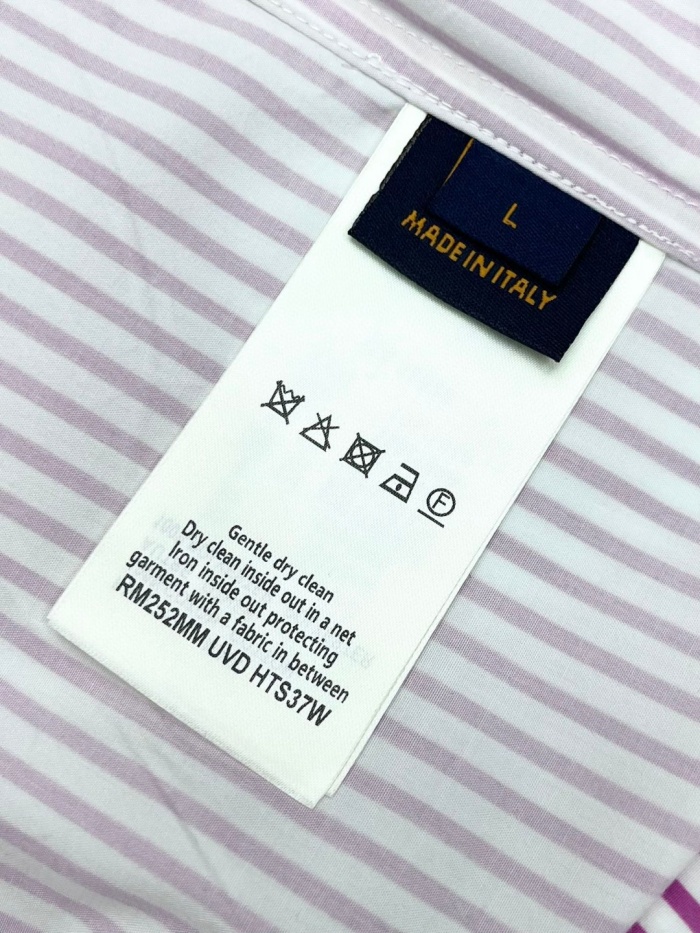 L
MADE IN ITALY
F
Gentle dry clean
Dry clean inside out in a net
Iron inside out protecting
garment with a fabric in between
RM252MM UVD HTS37W